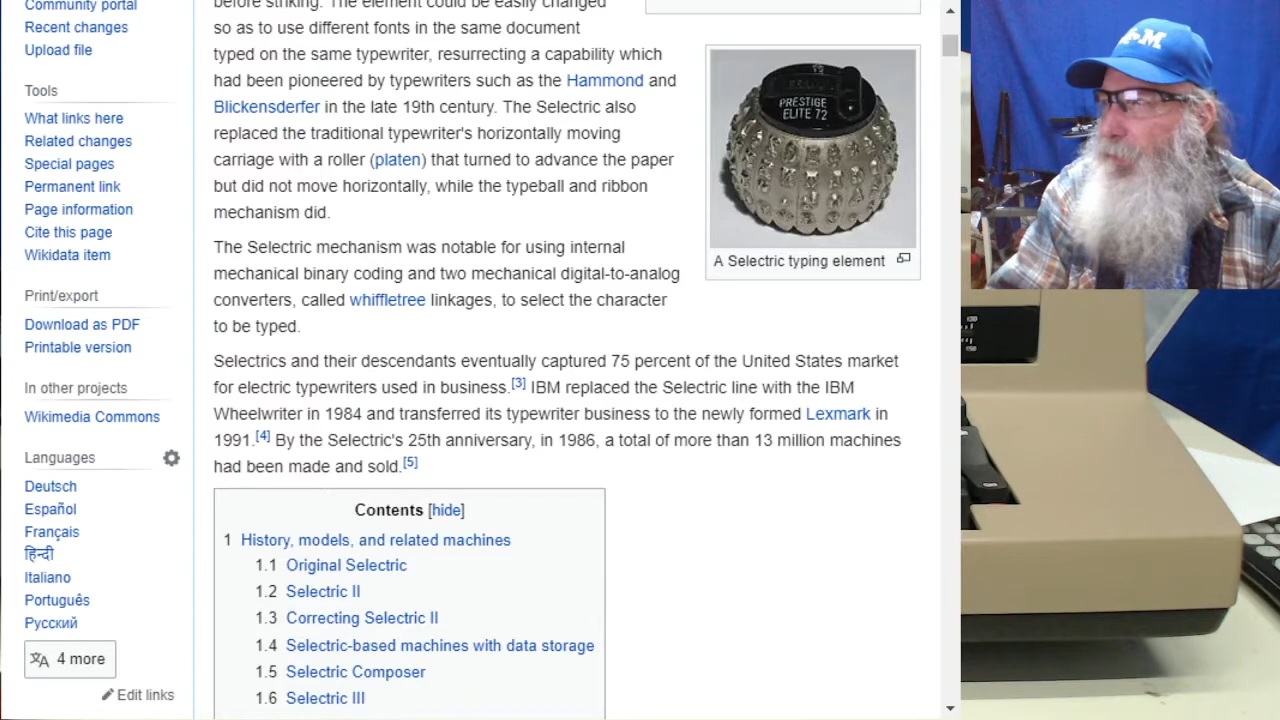 Community portal
Recent changes
Upload file
Tools
What links here
Related changes
Special pages
Permanent link
Page information
Cite this page
Wikidata item
Print/export
Download as PDF
Printable version
In other projects
Wikimedia Commons
Languages
Deutsch
Español
Français
हिन्दी
Italiano
Português
Русский
4 more
Edit links
before striking. The element could be easily changed
so as to use different fonts in the same document
typed on the same typewriter, resurrecting a capability which
had been pioneered by typewriters such as the Hammond and
Blickensderfer in the late 19th century. The Selectric also
replaced the traditional typewriter's horizontally moving
carriage with a roller (platen) that turned to advance the paper
but did not move horizontally, while the typeball and ribbon
mechanism did.
The Selectric mechanism was notable for using internal
mechanical binary coding and two mechanical digital-to-analog
converters, called whiffletree linkages, to select the character
to be typed.
Selectrics and their descendants eventually captured 75 percent of the United States market
for electric typewriters used in business.[3] IBM replaced the Selectric line with the IBM
Wheelwriter in 1984 and transferred its typewriter business to the newly formed Lexmark in
1991.[4] By the Selectric's 25th anniversary, in 1986, a total of more than 13 million machines
had been made and sold.[5]
Contents [hide]
1 History, models, and related machines
1.1 Original Selectric
1.2 Selectric II
1.3 Correcting Selectric II
1.4 Selectric-based machines with data storage
1.5 Selectric Composer
1.6 Selectric III
PRESTIGE
ELITE 72
A Selectric typing element